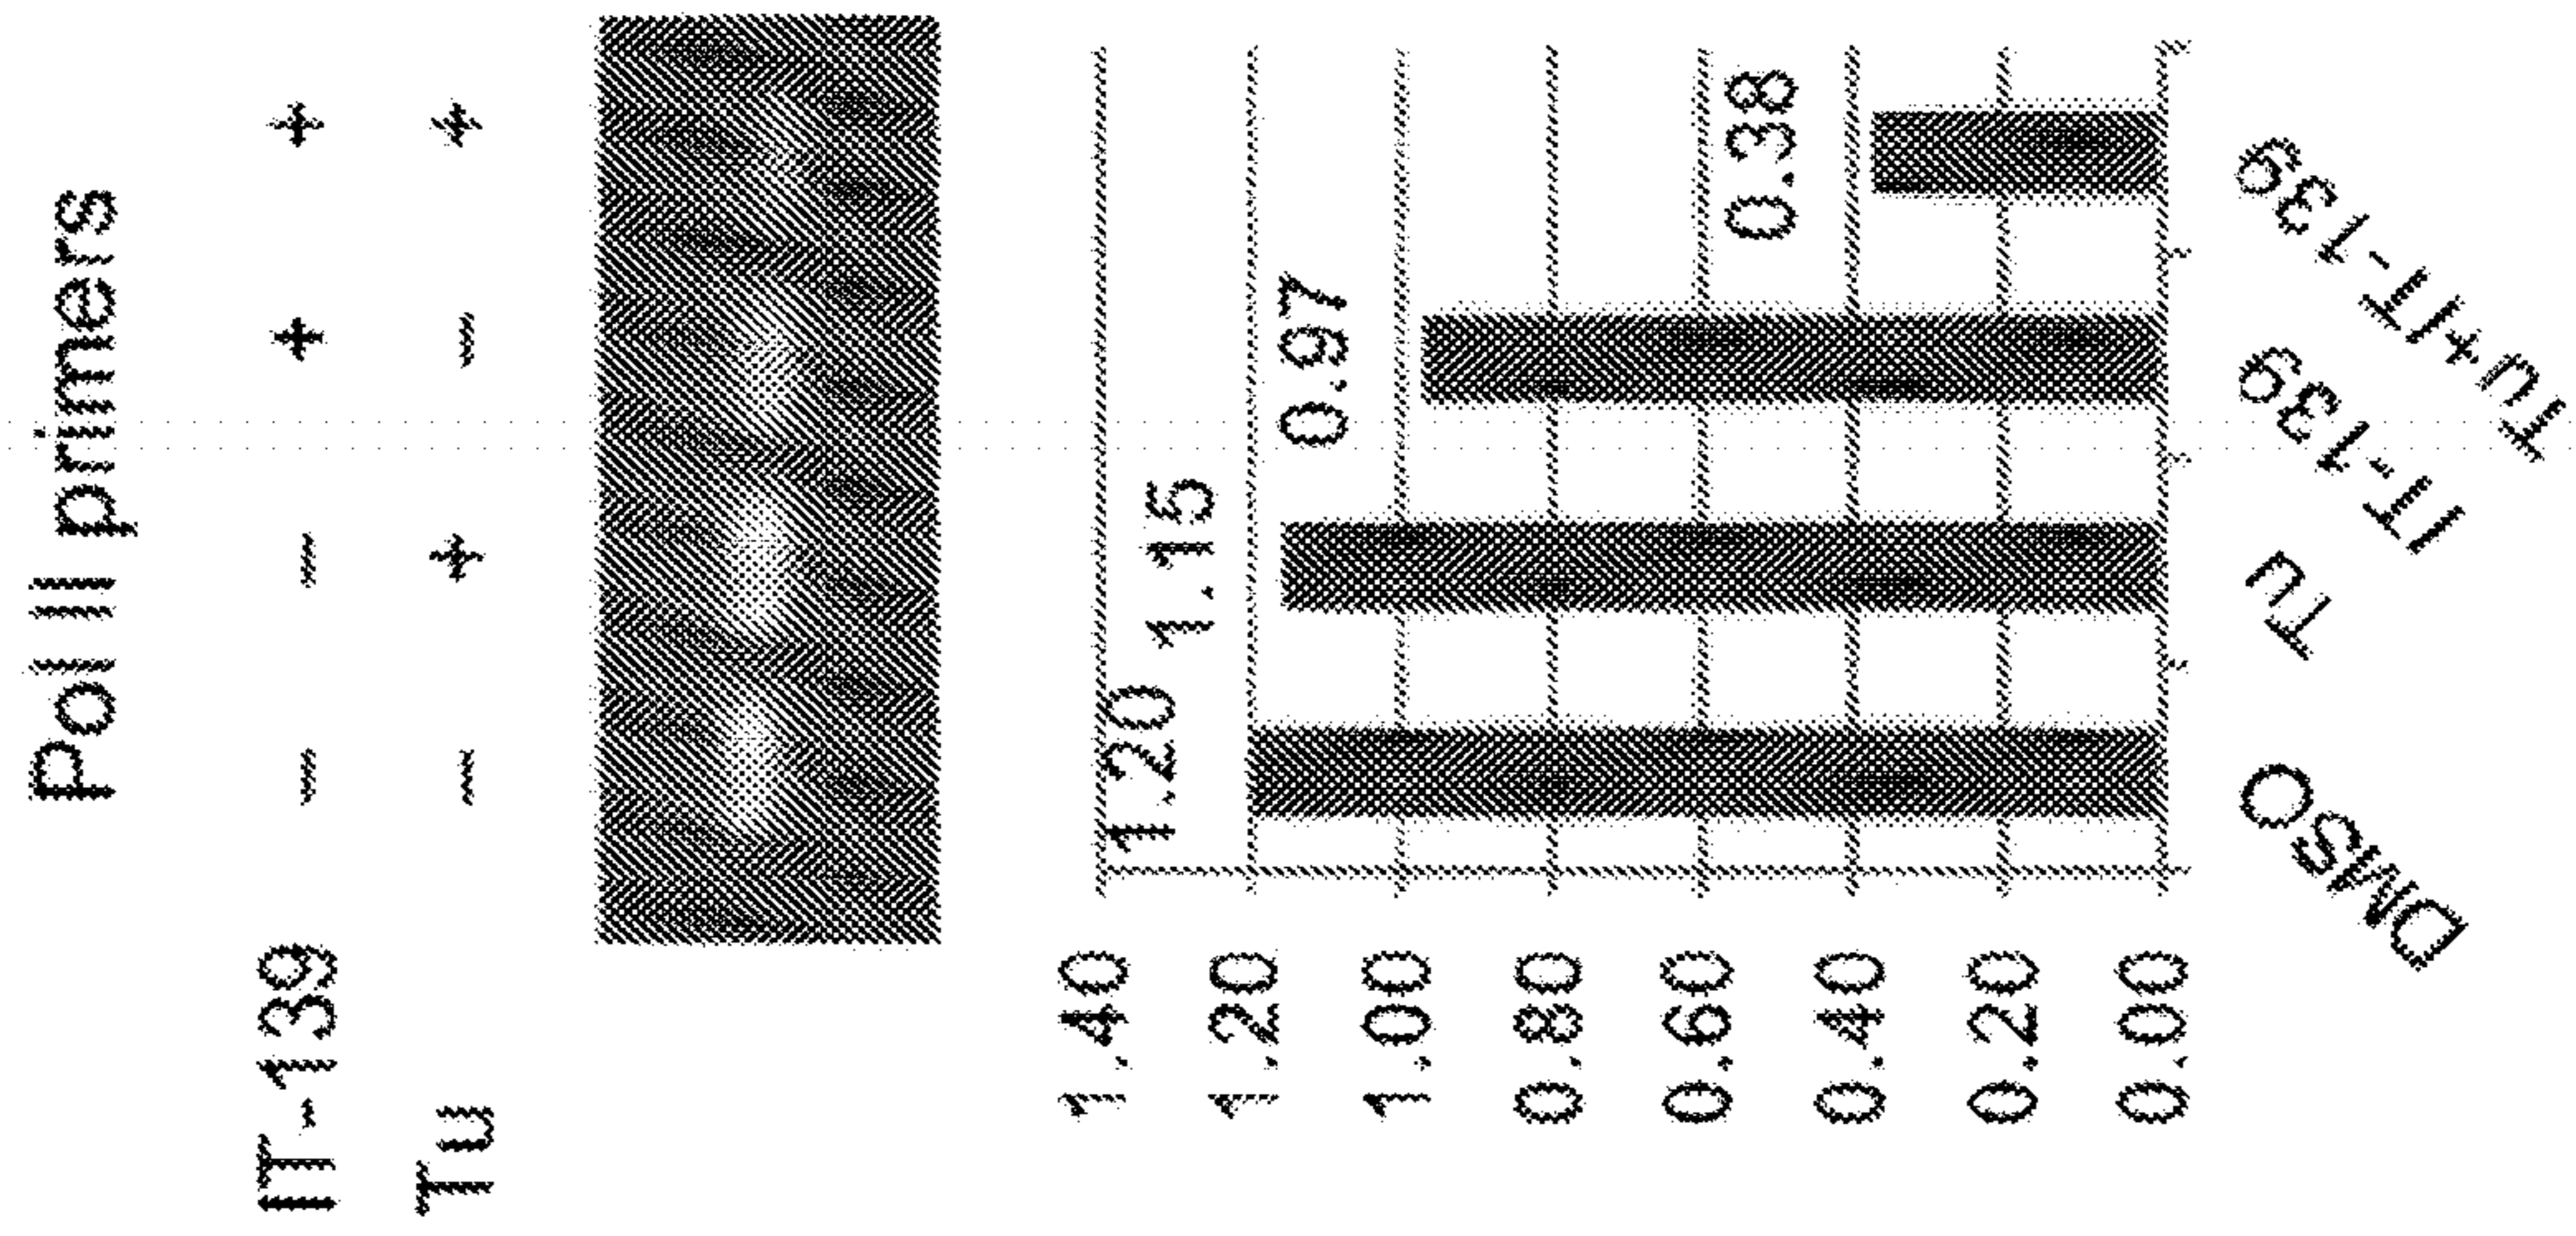 Pol II primers
IT-139 – – + +
Tu – + – +
1.40
1.20
1.00
0.80
0.60
0.40
0.20
0.00
1.20
1.15
0.97
0.38
DMSO
Tu
IT-139
Tu+IT-139